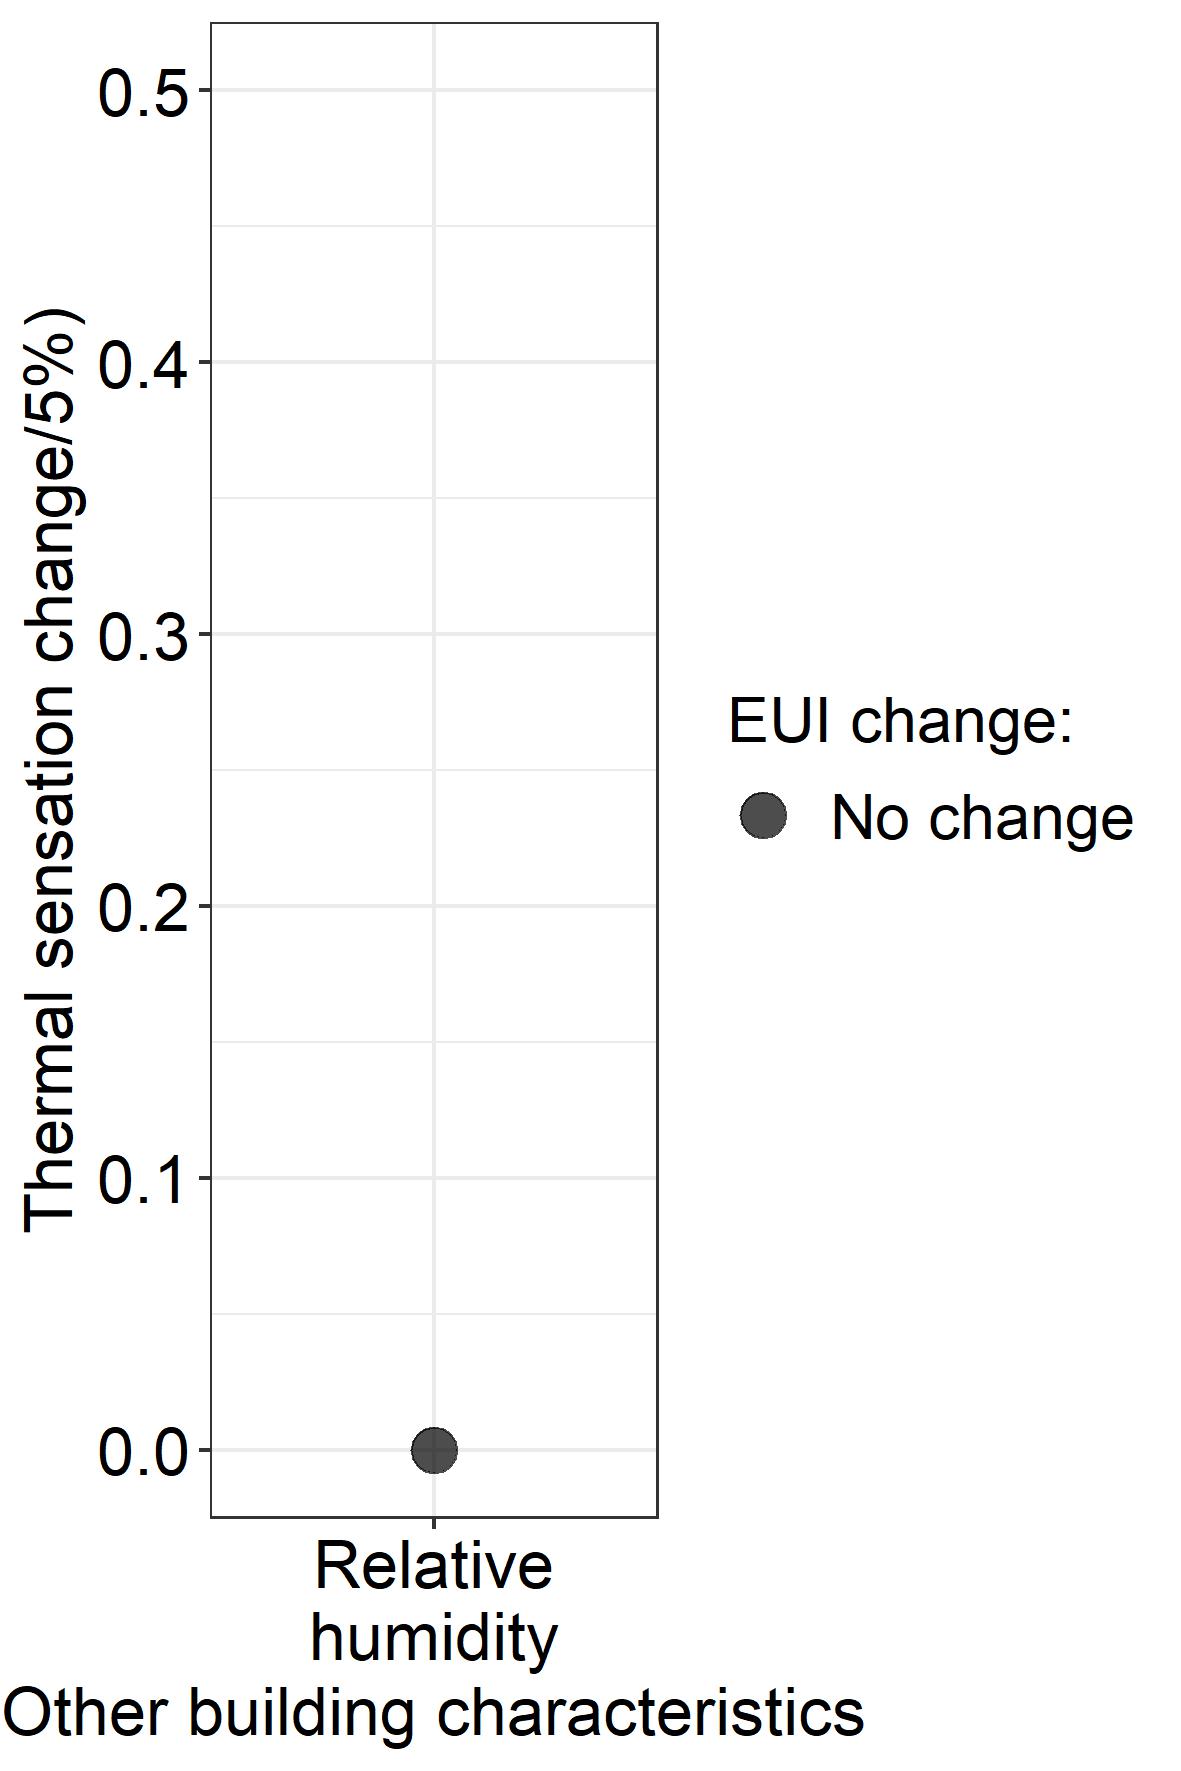 Thermal sensation change/5%)
0.5
0.4
0.3
0.2
0.1
0.0
Relative
humidity
Other building characteristics
EUI change:
No change